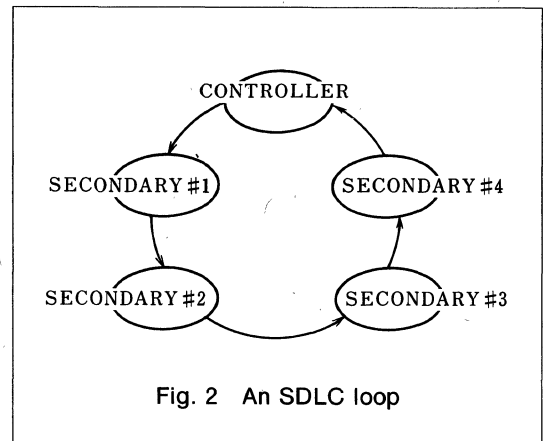 CONTROLLER
SECONDARY #1
SECONDARY #4
SECONDARY #2
SECONDARY #3
Fig. 2 An SDLC loop